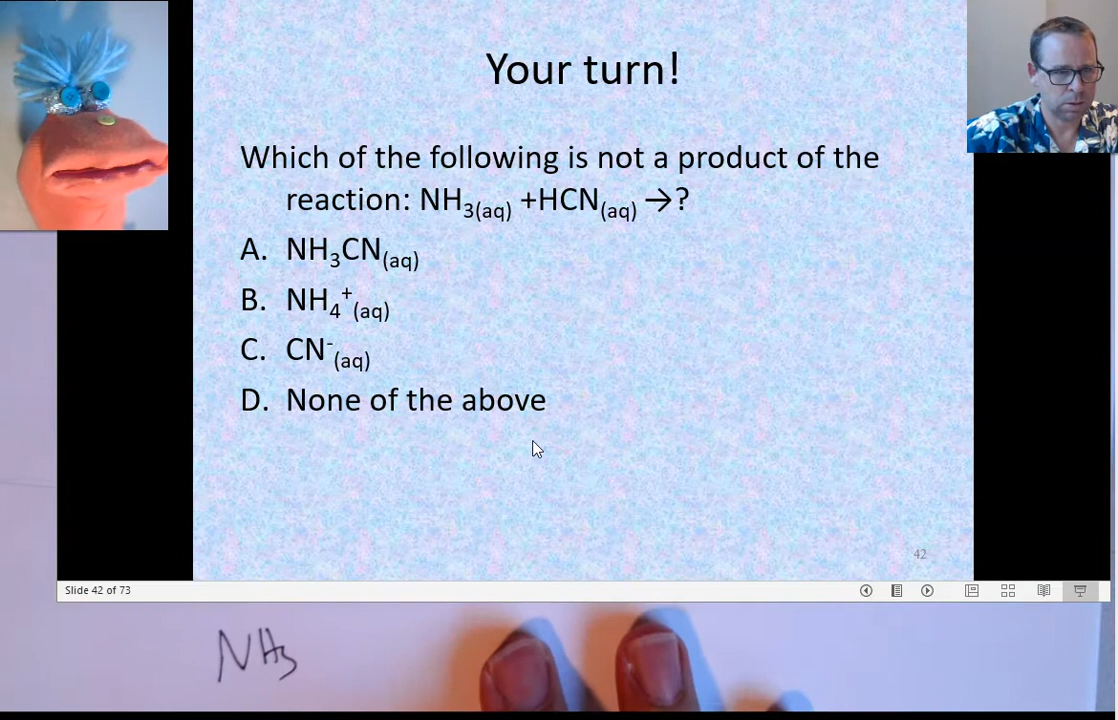 Your turn!
Which of the following is not a product of the
reaction: NH₃₍aq₎ +HCN₍aq₎ →?
A. NH₃CN₍aq₎
B. NH₄⁺₍aq₎
C. CN⁻₍aq₎
D. None of the above
42
Slide 42 of 73
NH₃